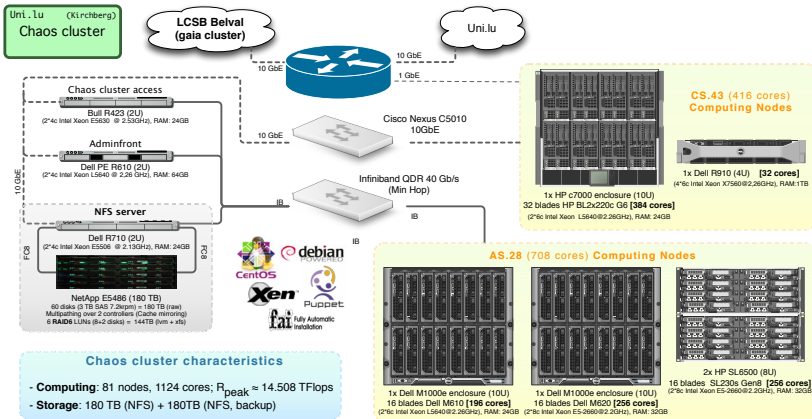 Uni.lu (Kirchberg)
Chaos cluster
LCSB Belval
(gaia cluster)
Uni.lu
10 GbE
10 GbE
10 GbE
1 GbE
Chaos cluster access
Bull R423 (2U)
(2*4c Intel Xeon E5630 @ 2.53GHz), RAM: 24GB
Cisco Nexus C5010
10GbE
10 GbE
Adminfront
Dell PE R610 (2U)
(2*4c Intel Xeon L5640 @ 2,26 GHz), RAM: 64GB
10 GbE
Infiniband QDR 40 Gb/s
(Min Hop)
IB
IB
IB
NFS server
Dell R710 (2U)
(2*4c Intel Xeon E5506 @ 2.13GHz), RAM: 24GB
FC8
FC8
NetApp E5486 (180 TB)
60 disks (3 TB SAS 7.2krpm) = 180 TB (raw)
Multipathing over 2 controllers (Cache mirroring)
6 RAID6 LUNs (8+2 disks) = 144TB (lvm + xfs)
CentOS
debian
POWERED
Xen
Puppet
fai Fully Automatic
Installation
CS.43 (416 cores)
Computing Nodes
1x HP c7000 enclosure (10U)
32 blades HP BL2x220c G6 [384 cores]
(2*6c Intel Xeon L5640@2.26GHz), RAM: 24GB
1x Dell R910 (4U) [32 cores]
(4*6c Intel Xeon X7560@2,26GHz), RAM:1TB
AS.28 (708 cores) Computing Nodes
1x Dell M1000e enclosure (10U)
16 blades Dell M610 [196 cores]
(2*6c Intel Xeon L5640@2.26GHz), RAM: 24GB
1x Dell M1000e enclosure (10U)
16 blades Dell M620 [256 cores]
(2*8c Intel Xeon E5-2660@2.2GHz), RAM: 32GB
2x HP SL6500 (8U)
16 blades SL230s Gen8 [256 cores]
(2*8c Intel Xeon E5-2660@2.2GHz), RAM: 32GB
Chaos cluster characteristics
- Computing: 81 nodes, 1124 cores; Rpeak ≈ 14.508 TFlops
- Storage: 180 TB (NFS) + 180TB (NFS, backup)